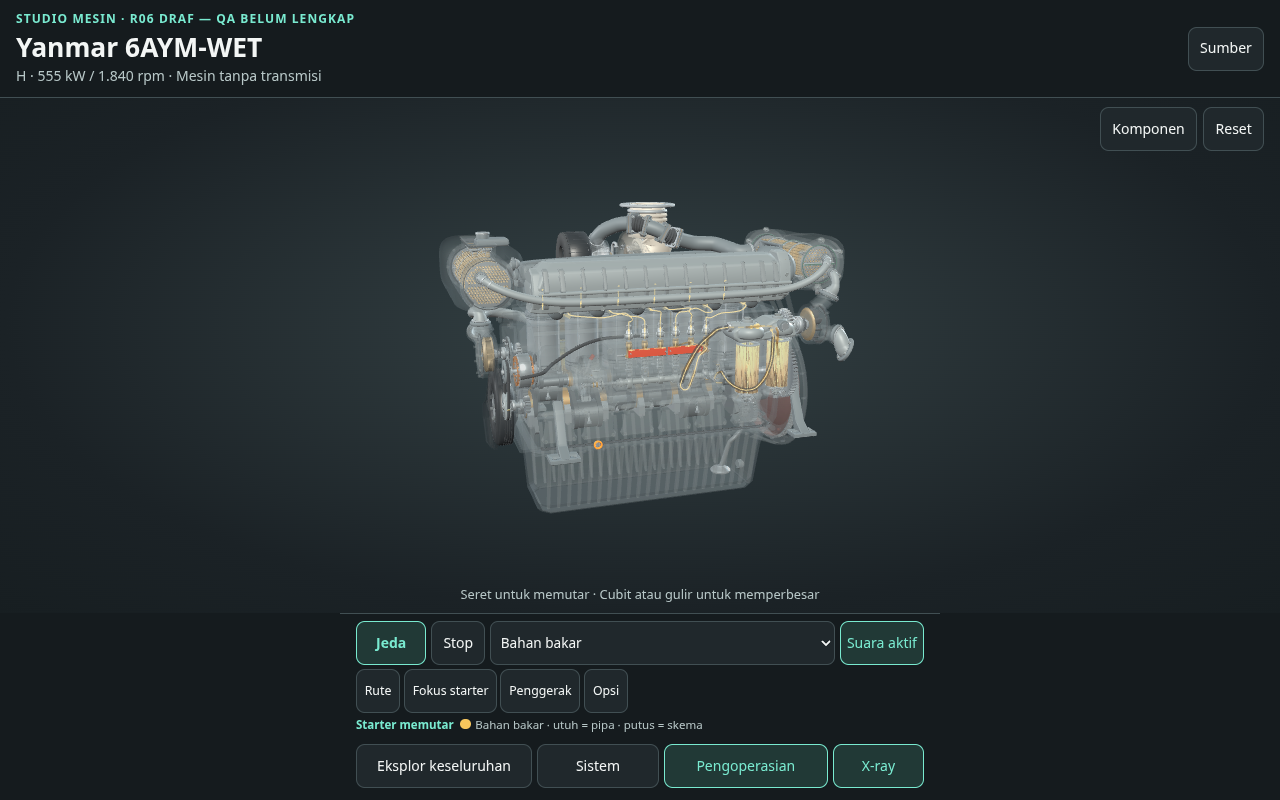 STUDIO MESIN · R06 DRAF — QA BELUM LENGKAP
Yanmar 6AYM-WET
H · 555 kW / 1.840 rpm · Mesin tanpa transmisi
Sumber
Komponen
Reset
Seret untuk memutar · Cubit atau gulir untuk memperbesar
Jeda
Stop
Bahan bakar
Suara aktif
Rute
Fokus starter
Penggerak
Opsi
Starter memutar
Bahan bakar · utuh = pipa · putus = skema
Eksplor keseluruhan
Sistem
Pengoperasian
X-ray